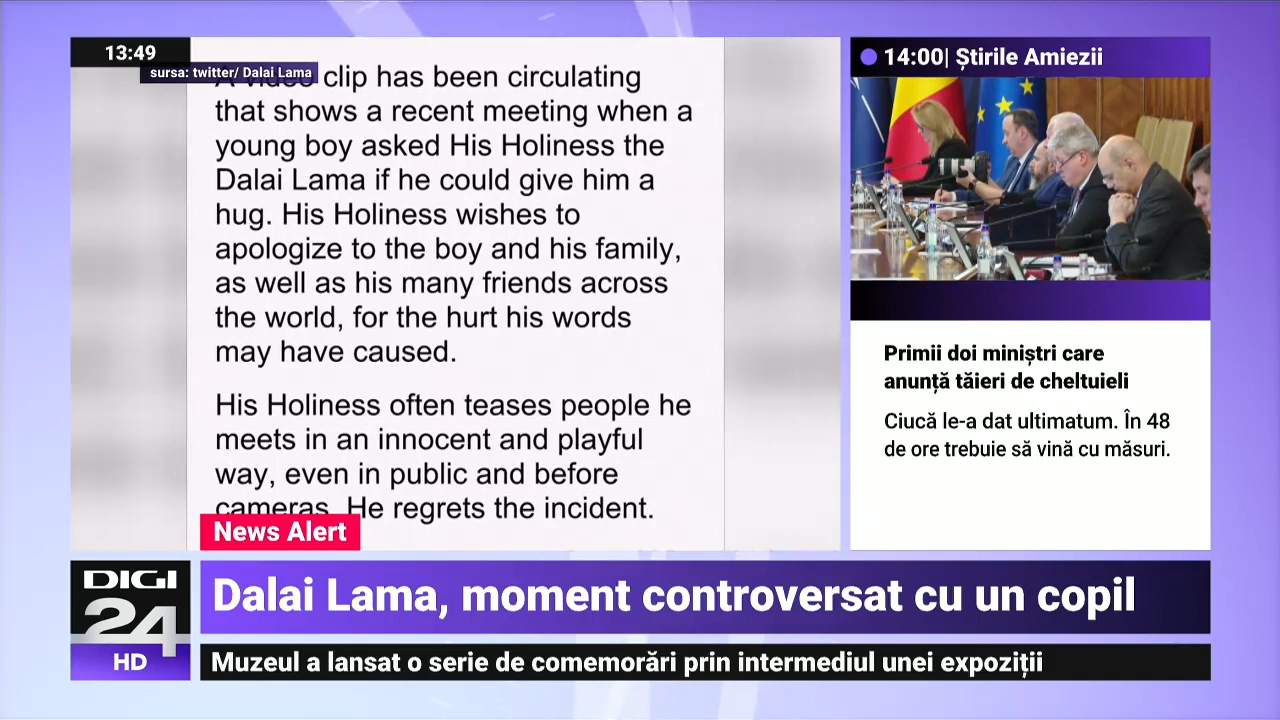 13:49
sursa: twitter/ Dalai Lama
A video clip has been circulating
that shows a recent meeting when a
young boy asked His Holiness the
Dalai Lama if he could give him a
hug. His Holiness wishes to
apologize to the boy and his family,
as well as his many friends across
the world, for the hurt his words
may have caused.
His Holiness often teases people he
meets in an innocent and playful
way, even in public and before
cameras. He regrets the incident.
14:00| Știrile Amiezii
Primii doi miniștri care
anunță tăieri de cheltuieli
Ciucă le-a dat ultimatum. În 48
de ore trebuie să vină cu măsuri.
News Alert
DIGI
24
HD
Dalai Lama, moment controversat cu un copil
Muzeul a lansat o serie de comemorări prin intermediul unei expoziții